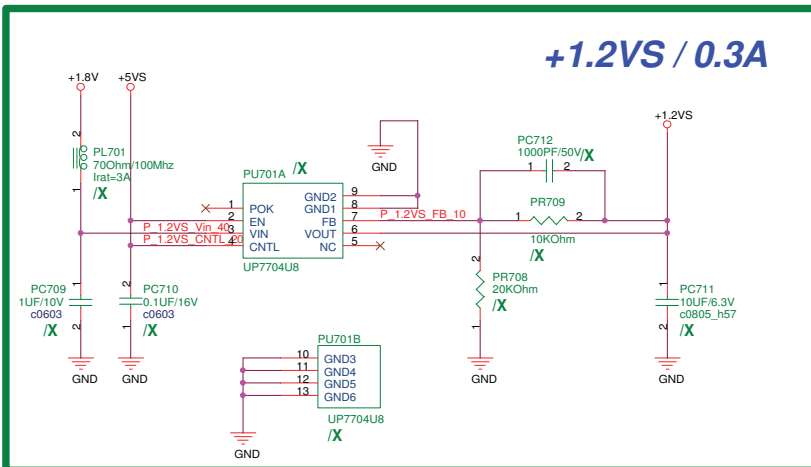 +1.2VS / 0.3A
+1.8V
+5VS
+1.2VS
2
PL701
70Ohm/100Mhz
Irat=3A
/X
1
PU701A
/X
GND
PC712
1000PF/50V
/X
1
2
1
POK
2
EN
3
VIN
4
CNTL
GND2
9
GND1
8
FB
7
VOUT
6
NC
5
UP7704U8
P_1.2VS_Vin_40
P_1.2VS_CNTL_20
P_1.2VS_FB_10
PR709
1
2
10KOhm
/X
2
PR708
20KOhm
/X
1
PC709
1UF/10V
c0603
/X
1
2
PC710
0.1UF/16V
c0603
/X
1
2
PC711
10UF/6.3V
c0805_h57
/X
1
2
GND
GND
GND
GND
PU701B
10
GND3
11
GND4
12
GND5
13
GND6
UP7704U8
/X
GND